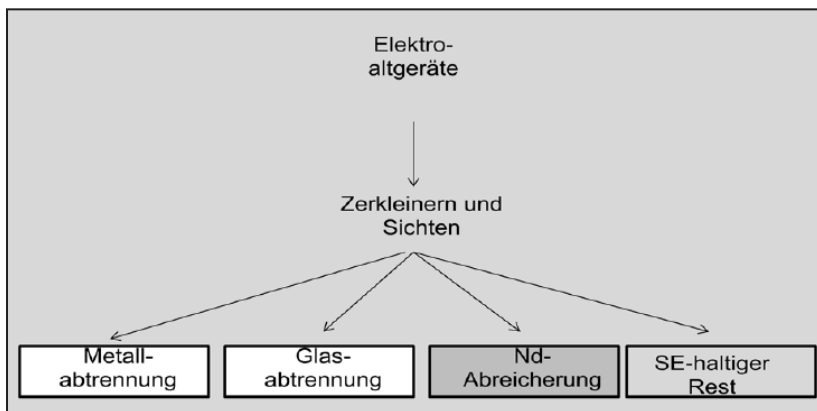 Elektro-
altgeräte
Zerkleinern und
Sichten
Metall-
abtrennung
Glas-
abtrennung
Nd-
Abreicherung
SE-haltiger
Rest